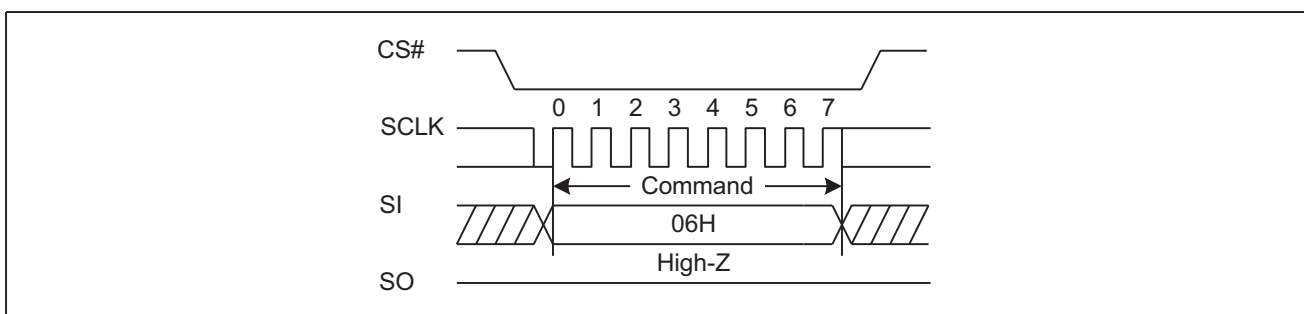 CS#
0 1 2 3 4 5 6 7
SCLK
Command
SI
06H
High-Z
SO